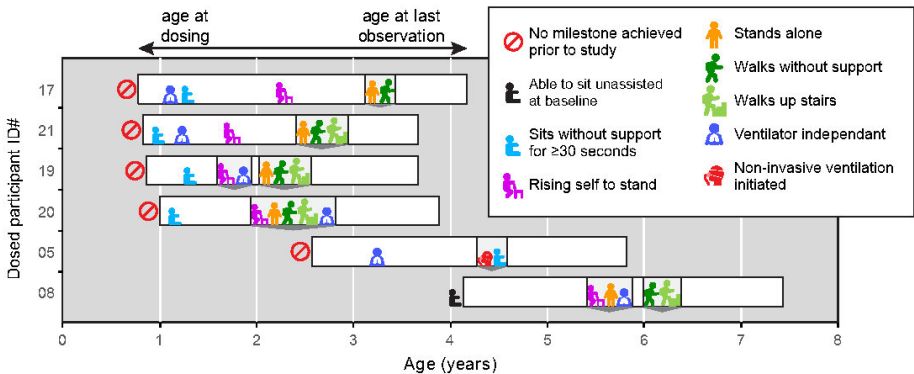 age at
dosing
age at last
observation
No milestone achieved
prior to study
Able to sit unassisted
at baseline
Sits without support
for ≥30 seconds
Rising self to stand
Stands alone
Walks without support
Walks up stairs
Ventilator independant
Non-invasive ventilation
initiated
Dosed participant ID#
17
21
19
20
05
08
0 1 2 3 4 5 6 7 8
Age (years)